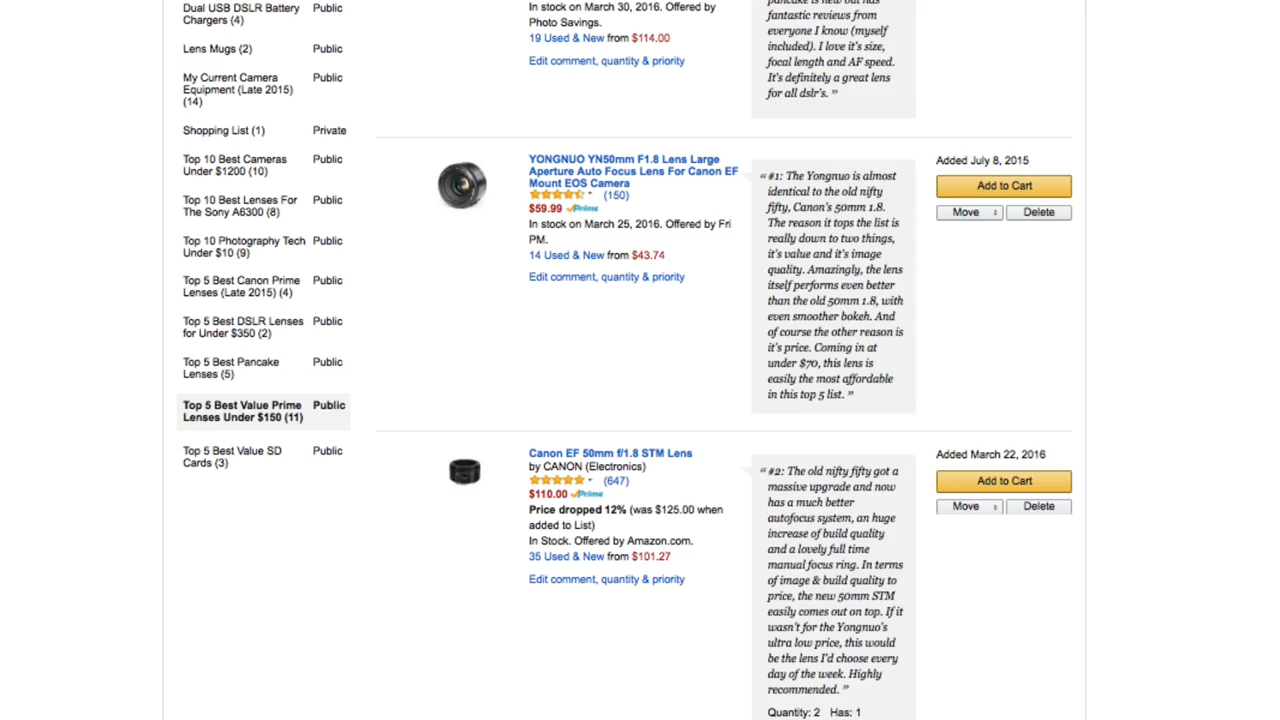 Dual USB DSLR Battery
Chargers (4)
Public
Lens Mugs (2)
Public
My Current Camera
Equipment (Late 2015)
(14)
Public
Shopping List (1)
Private
Top 10 Best Cameras
Under $1200 (10)
Public
Top 10 Best Lenses For
The Sony A6300 (8)
Public
Top 10 Photography Tech
Under $10 (9)
Public
Top 5 Best Canon Prime
Lenses (Late 2015) (4)
Public
Top 5 Best DSLR Lenses
for Under $350 (2)
Public
Top 5 Best Pancake
Lenses (5)
Public
Top 5 Best Value Prime
Lenses Under $150 (11)
Public
Top 5 Best Value SD
Cards (3)
Public
In stock on March 30, 2016. Offered by
Photo Savings.
19 Used & New from $114.00
Edit comment, quantity & priority
pancake is new but has
fantastic reviews from
everyone I know (myself
included). I love it's size,
focal length and AF speed.
It's definitely a great lens
for all dslr's. ”
YONGNUO YN50mm F1.8 Lens Large
Aperture Auto Focus Lens For Canon EF
Mount EOS Camera
(150)
$59.99 Prime
In stock on March 25, 2016. Offered by Fri
PM.
14 Used & New from $43.74
Edit comment, quantity & priority
“ #1: The Yongnuo is almost
identical to the old nifty
fifty, Canon's 50mm 1.8.
The reason it tops the list is
really down to two things,
it's value and it's image
quality. Amazingly, the lens
itself performs even better
than the old 50mm 1.8, with
even smoother bokeh. And
of course the other reason is
it's price. Coming in at
under $70, this lens is
easily the most affordable
in this top 5 list. ”
Added July 8, 2015
Add to Cart
Move
Delete
Canon EF 50mm f/1.8 STM Lens
by CANON (Electronics)
(647)
$110.00 Prime
Price dropped 12% (was $125.00 when
added to List)
In Stock. Offered by Amazon.com.
35 Used & New from $101.27
Edit comment, quantity & priority
“ #2: The old nifty fifty got a
massive upgrade and now
has a much better
autofocus system, an huge
increase of build quality
and a lovely full time
manual focus ring. In terms
of image & build quality to
price, the new 50mm STM
easily comes out on top. If it
wasn't for the Yongnuo's
ultra low price, this would
be the lens I'd choose every
day of the week. Highly
recommended. ”
Quantity: 2 Has: 1
Added March 22, 2016
Add to Cart
Move
Delete